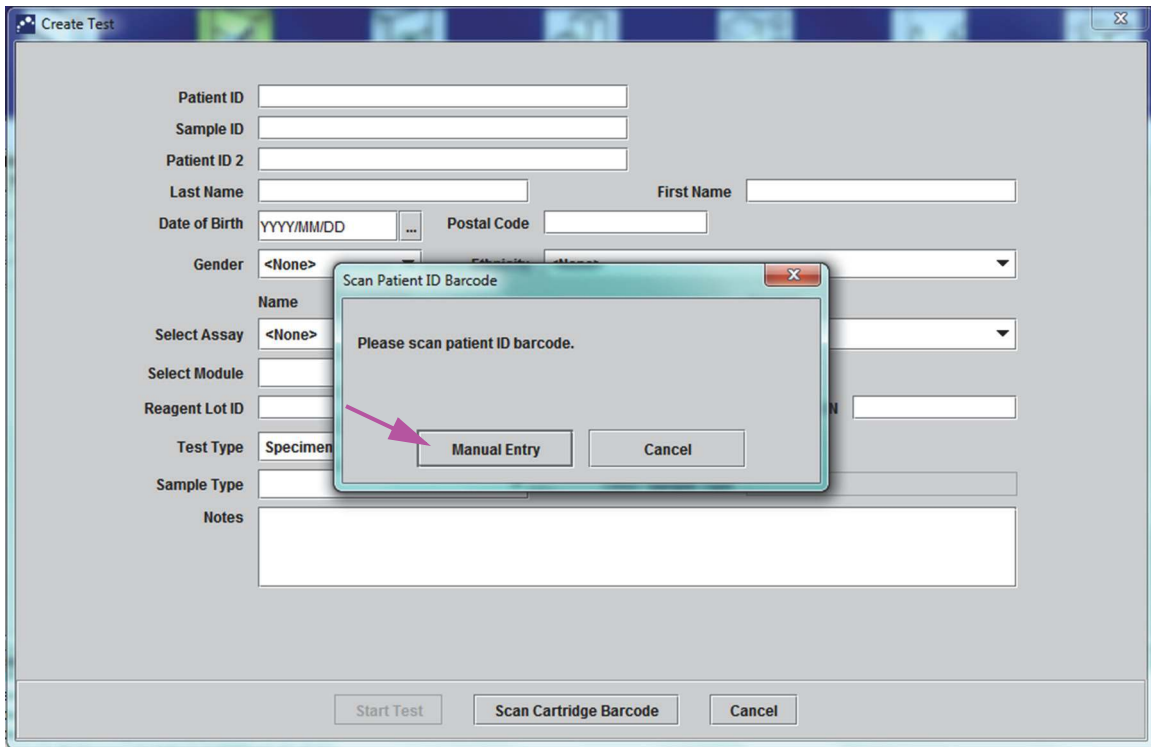 Create Test
Patient ID
Sample ID
Patient ID 2
Last Name First Name
Date of Birth YYYY/MM/DD ... Postal Code
Gender <None>
Scan Patient ID Barcode
Name
Select Assay <None>
Please scan patient ID barcode.
Select Module
Reagent Lot ID
Test Type Specimen
Manual Entry Cancel
Sample Type
Notes
Start Test Scan Cartridge Barcode Cancel